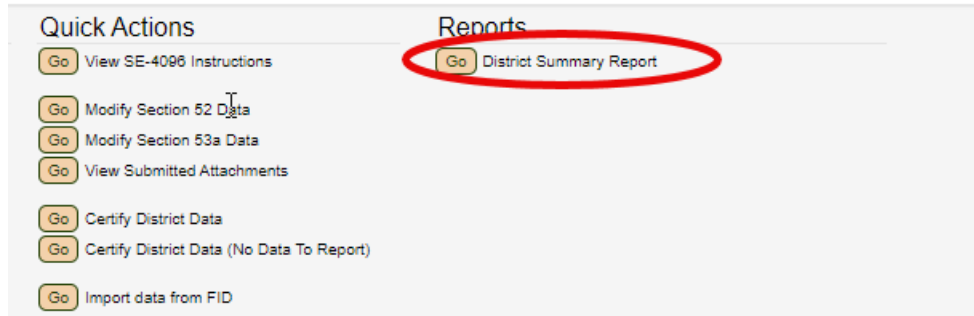 Quick Actions
Go View SE-4096 Instructions
Go Modify Section 52 Data
Go Modify Section 53a Data
Go View Submitted Attachments
Go Certify District Data
Go Certify District Data (No Data To Report)
Go Import data from FID
Reports
Go District Summary Report